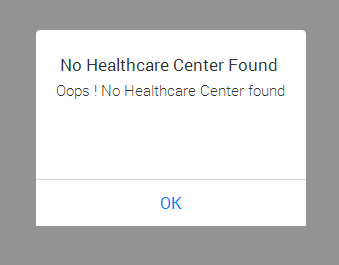 No Healthcare Center Found
Oops ! No Healthcare Center found
OK